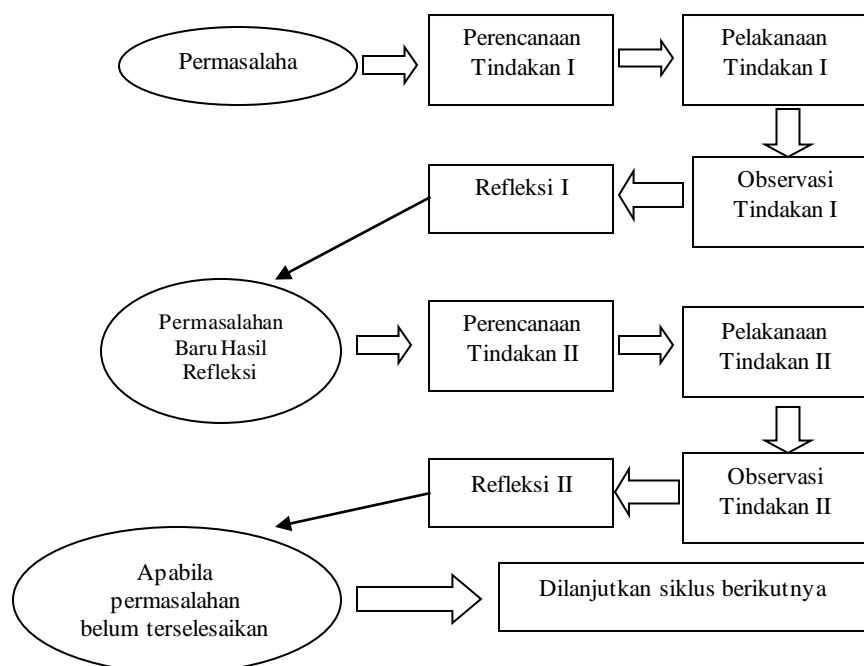 Permasalaha
Perencanaan
Tindakan I
Pelakanaan
Tindakan I
Observasi
Tindakan I
Refleksi I
Permasalahan
Baru Hasil
Refleksi
Perencanaan
Tindakan II
Pelakanaan
Tindakan II
Observasi
Tindakan II
Refleksi II
Apabila
permasalahan
belum terselesaikan
Dilanjutkan siklus berikutnya